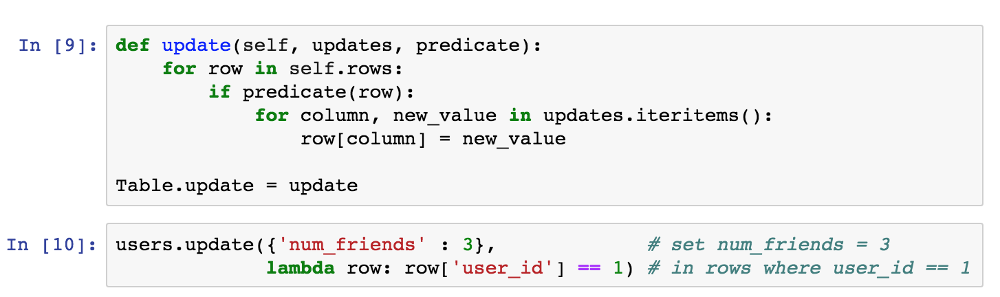 In [9]: def update(self, updates, predicate):
    for row in self.rows:
        if predicate(row):
            for column, new_value in updates.iteritems():
                row[column] = new_value
Table.update = update
In [10]: users.update({'num_friends' : 3},             # set num_friends = 3
             lambda row: row['user_id'] == 1) # in rows where user_id == 1